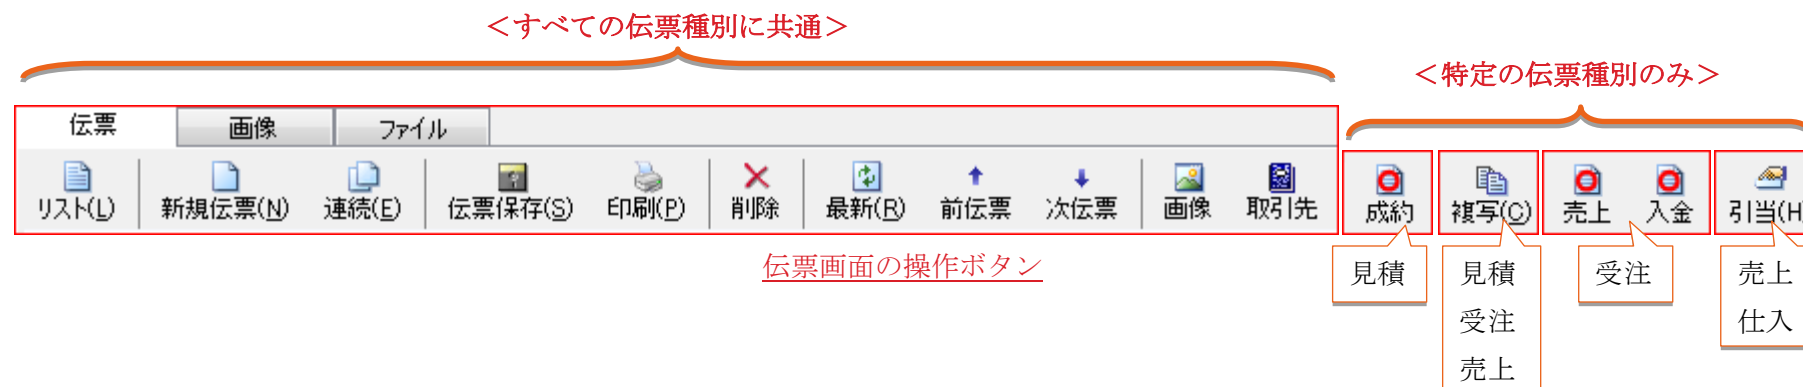 ＜すべての伝票種別に共通＞
＜特定の伝票種別のみ＞
伝票 画像 ファイル
リスト(L) 新規伝票(N) 連続(E) 伝票保存(S) 印刷(P) 削除 最新(R) 前伝票 次伝票 画像 取引先 成約 複写(C) 売上 入金 引当(H
伝票画面の操作ボタン
見積
見積
受注
売上
受注
売上
仕入